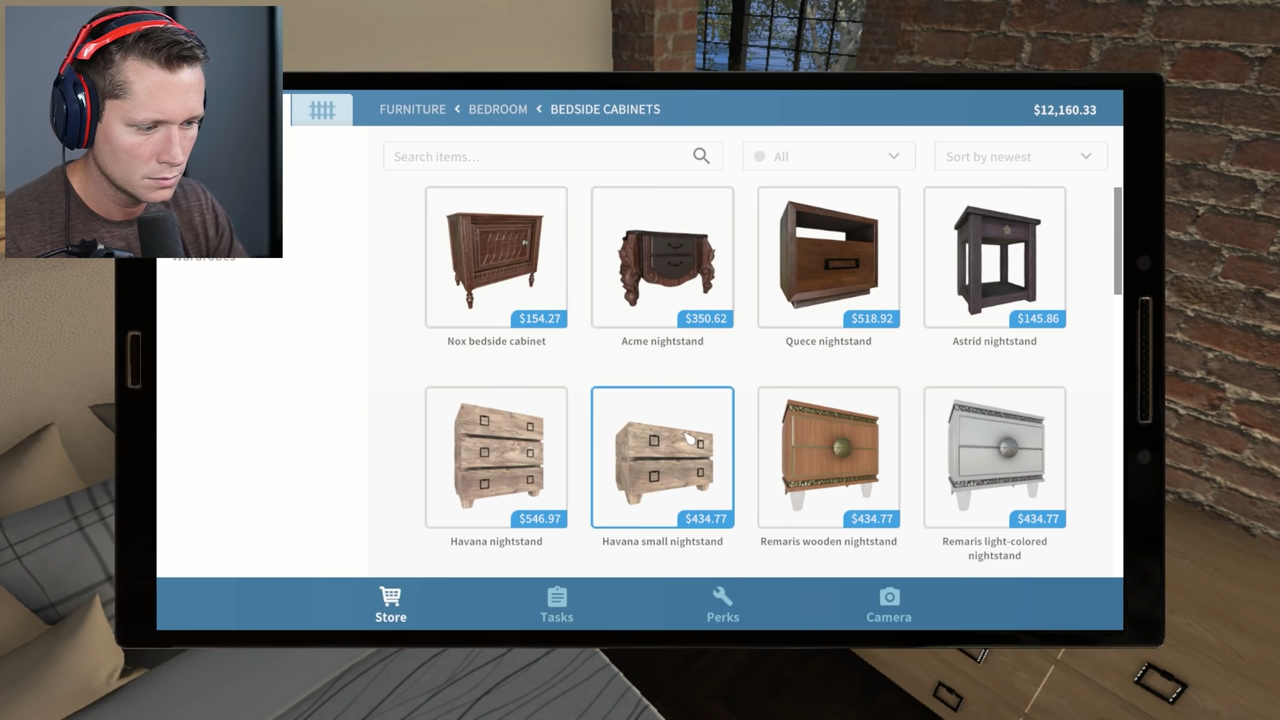 FURNITURE < BEDROOM < BEDSIDE CABINETS
$12,160.33
Search items...
All
Sort by newest
Wardrobes
$154.27
$350.62
$518.92
$145.86
Nox bedside cabinet
Acme nightstand
Quece nightstand
Astrid nightstand
$546.97
$434.77
$434.77
$434.77
Havana nightstand
Havana small nightstand
Remaris wooden nightstand
Remaris light-colored
nightstand
Store
Tasks
Perks
Camera